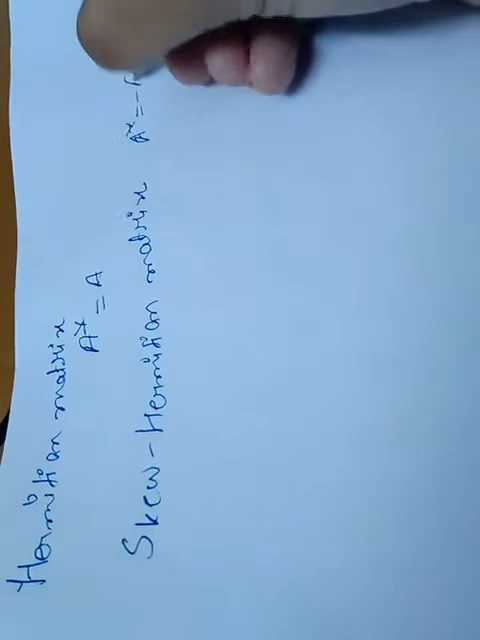 Hermitian matrix
A* = A
Skew-Hermitian matrix A* = -